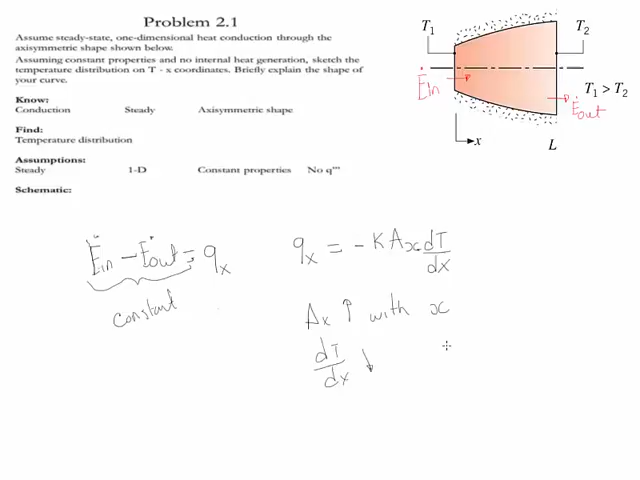 Problem 2.1
Assume steady-state, one-dimensional heat conduction through the
axisymmetric shape shown below.
Assuming constant properties and no internal heat generation, sketch the
temperature distribution on T - x coordinates. Briefly explain the shape of
your curve.
Know:
Conduction Steady Axisymmetric shape
Find:
Temperature distribution
Assumptions:
Steady 1-D Constant properties No q'''
Schematic:
T₁ T₂
Ėin
T₁ > T₂
Ėout
x L
Ėin - Ėout = qx
constant
qx = - K Ax dT/dx
Ax ↑ with x
dT/dx ↓